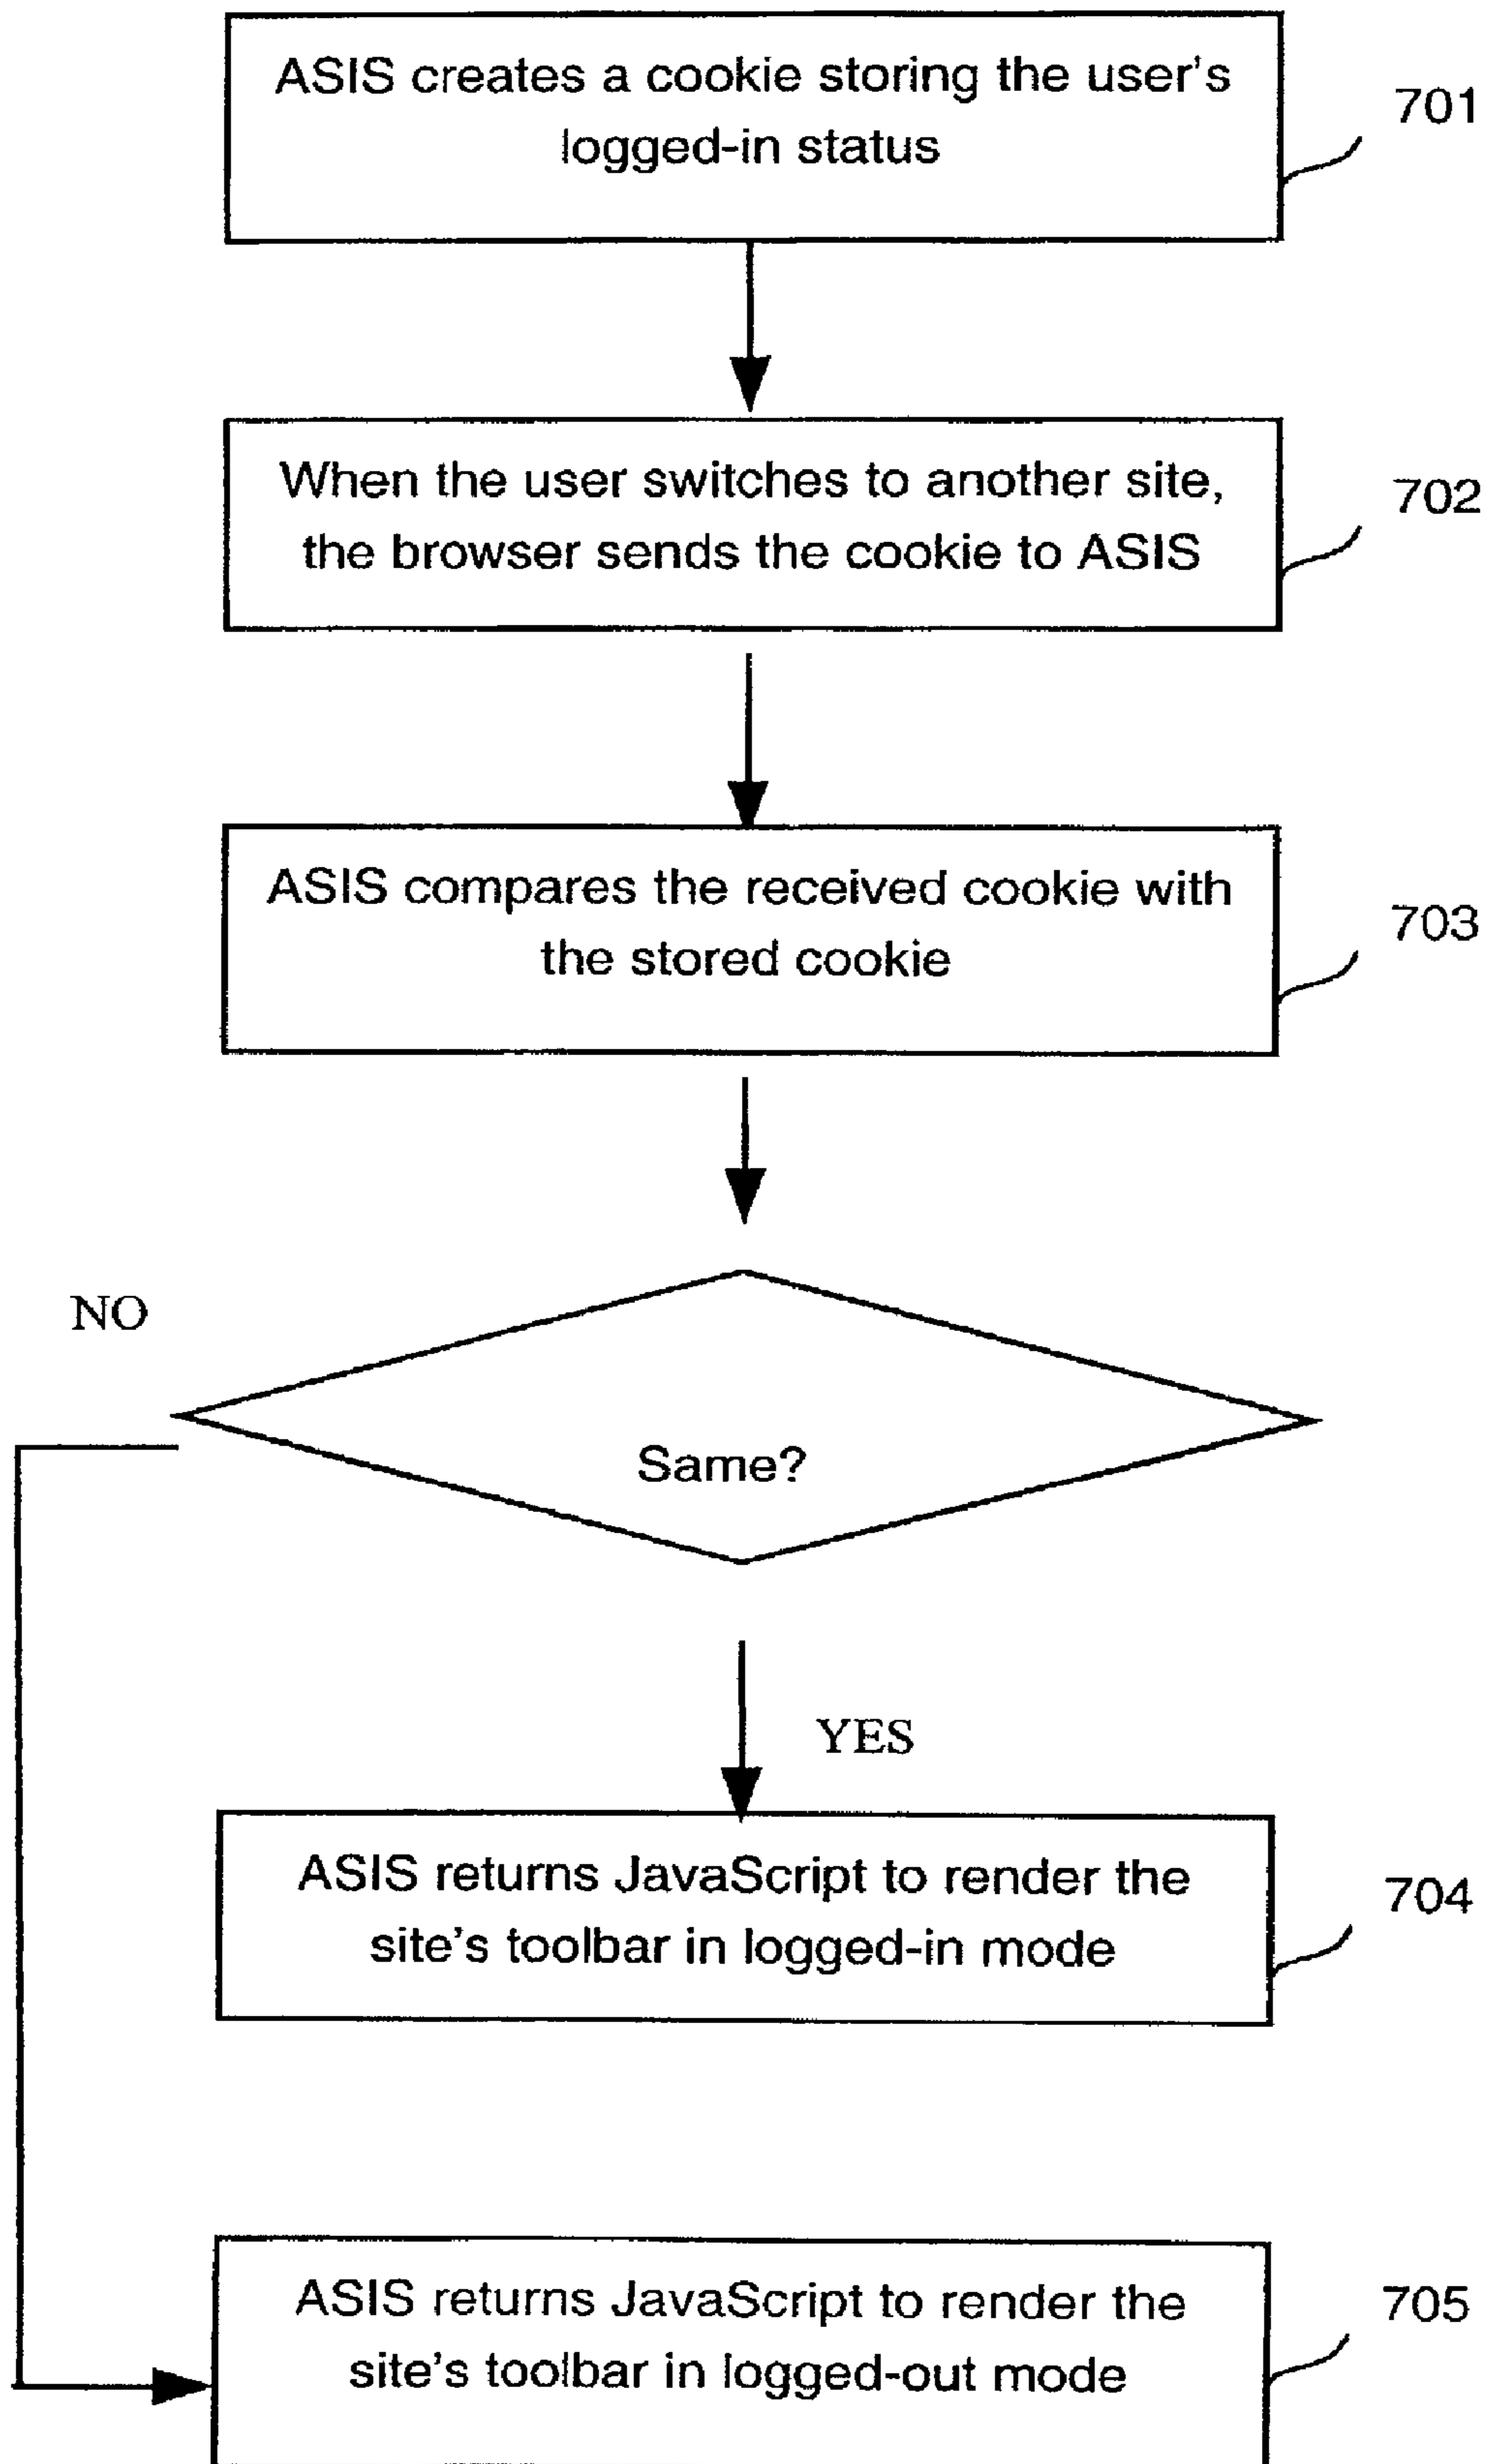 ASIS creates a cookie storing the user's
logged-in status
701
When the user switches to another site,
the browser sends the cookie to ASIS
702
ASIS compares the received cookie with
the stored cookie
703
NO
Same?
YES
ASIS returns JavaScript to render the
site's toolbar in logged-in mode
704
ASIS returns JavaScript to render the
site's toolbar in logged-out mode
705